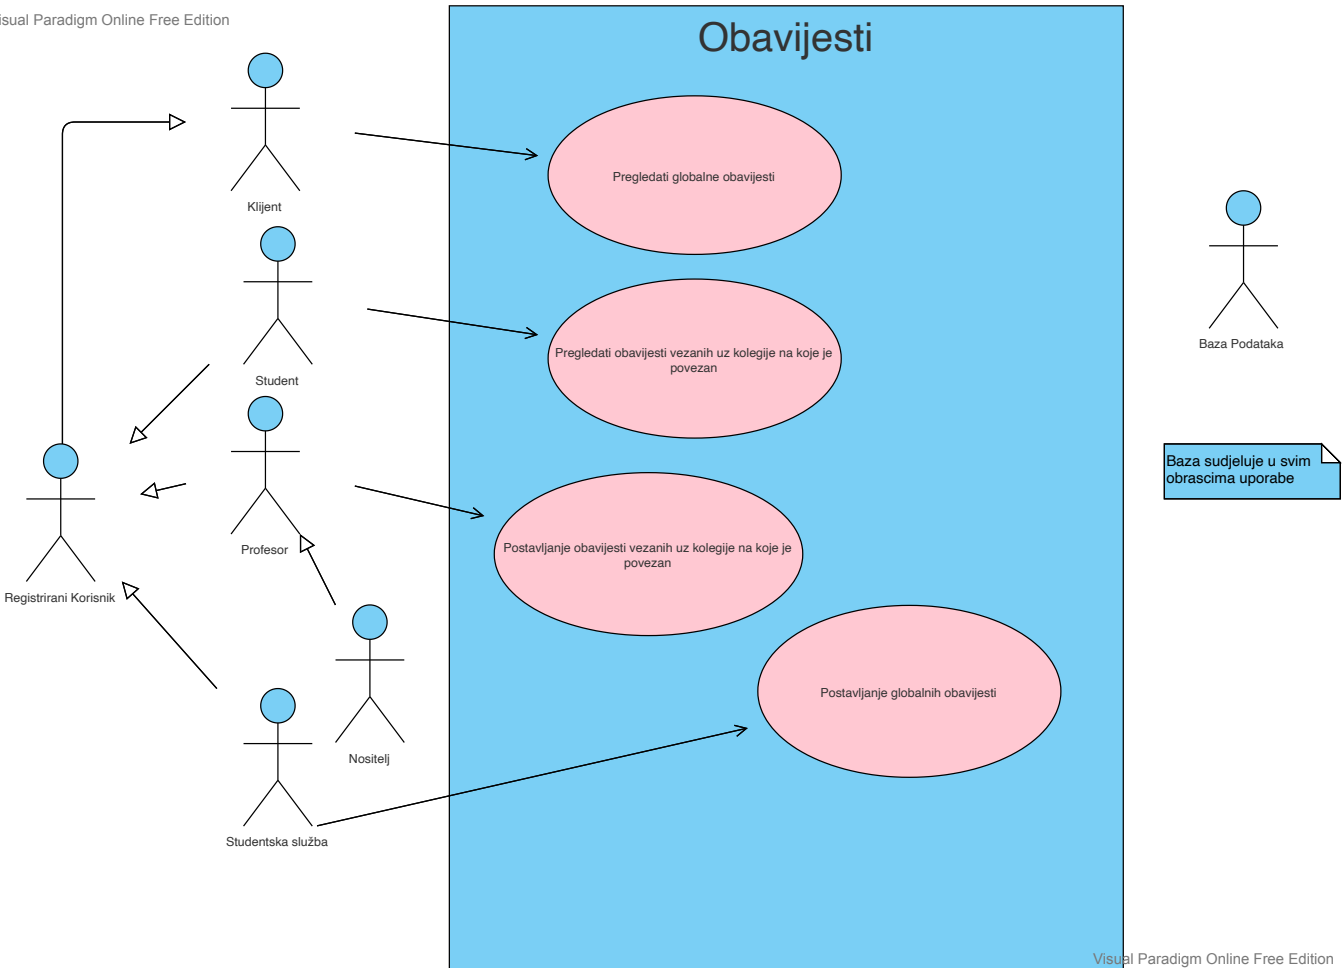 isual Paradigm Online Free Edition
Obavijesti
Klijent
Pregledati globalne obavijesti
Student
Pregledati obavijesti vezanih uz kolegije na koje je
povezan
Baza Podataka
Baza sudjeluje u svim
obrascima uporabe
Profesor
Postavljanje obavijesti vezanih uz kolegije na koje je
povezan
Registrirani Korisnik
Nositelj
Postavljanje globalnih obavijesti
Studentska služba
Visual Paradigm Online Free Edition